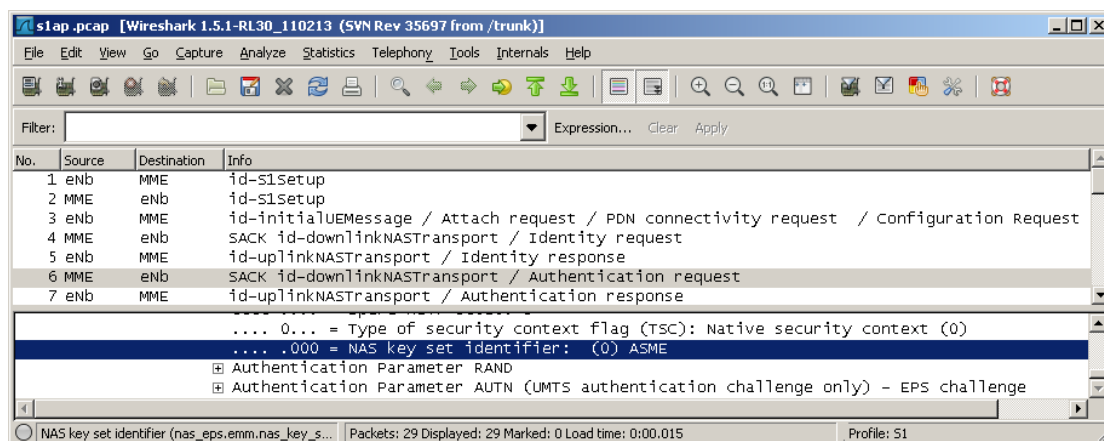 s1ap.pcap [Wireshark 1.5.1-RL30_110213 (SVN Rev 35697 from /trunk)]
File Edit View Go Capture Analyze Statistics Telephony Tools Internals Help
Filter: Expression... Clear Apply
No. Source Destination Info
1 eNb MME id-S1Setup
2 MME eNb id-S1Setup
3 eNb MME id-initialUEMessage / Attach request / PDN connectivity request / Configuration Request
4 MME eNb SACK id-downlinkNASTransport / Identity request
5 eNb MME id-uplinkNASTransport / Identity response
6 MME eNb SACK id-downlinkNASTransport / Authentication request
7 eNb MME id-uplinkNASTransport / Authentication response
.... 0... = Type of security context flag (TSC): Native security context (0)
.... .000 = NAS key set identifier: (0) ASME
Authentication Parameter RAND
Authentication Parameter AUTN (UMTS authentication challenge only) - EPS challenge
NAS key set identifier (nas_eps.emm.nas_key_s... Packets: 29 Displayed: 29 Marked: 0 Load time: 0:00.015 Profile: S1